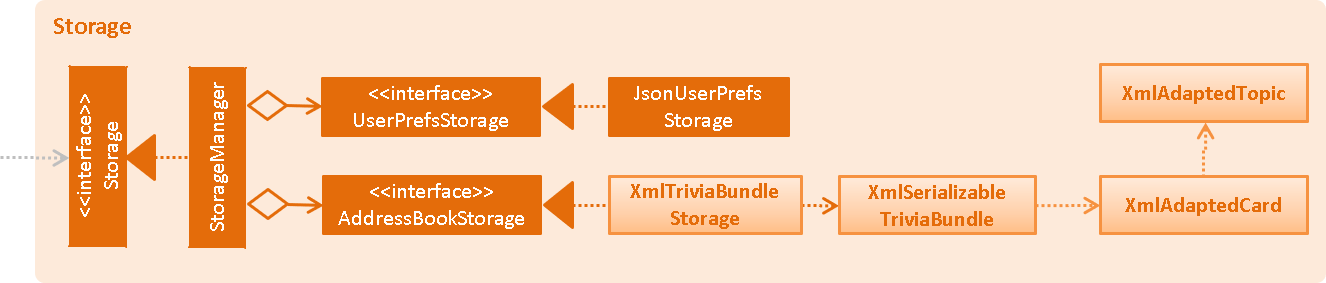 Storage
<<interface>>
Storage
StorageManager
<<interface>>
UserPrefsStorage
JsonUserPrefs
Storage
<<interface>>
AddressBookStorage
XmlTriviaBundle
Storage
XmlSerializable
TriviaBundle
XmlAdaptedTopic
XmlAdaptedCard